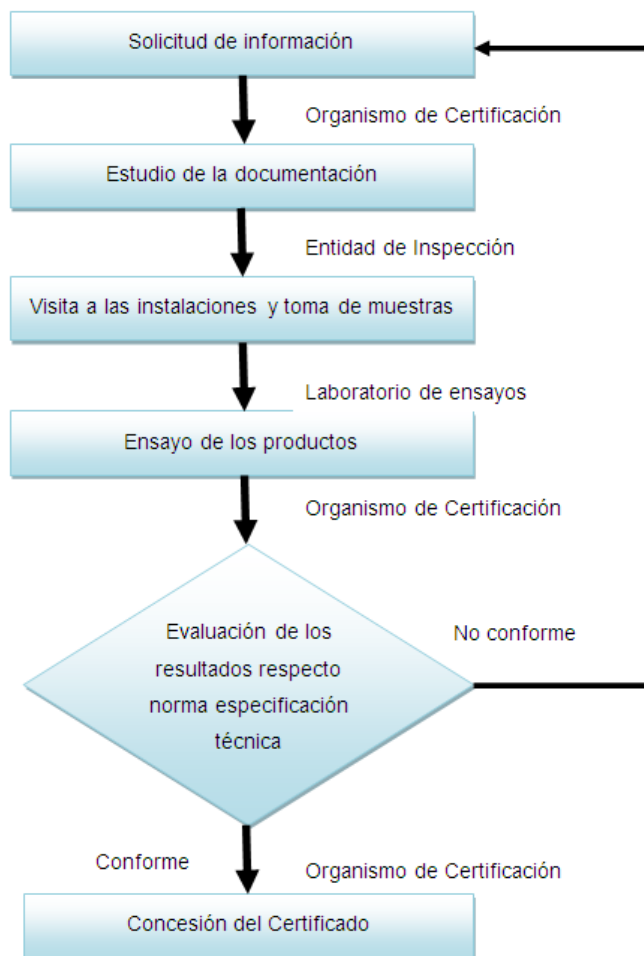 Solicitud de información
Organismo de Certificación
Estudio de la documentación
Entidad de Inspección
Visita a las instalaciones y toma de muestras
Laboratorio de ensayos
Ensayo de los productos
Organismo de Certificación
Evaluación de los
resultados respecto
norma especificación
técnica
No conforme
Conforme
Organismo de Certificación
Concesión del Certificado